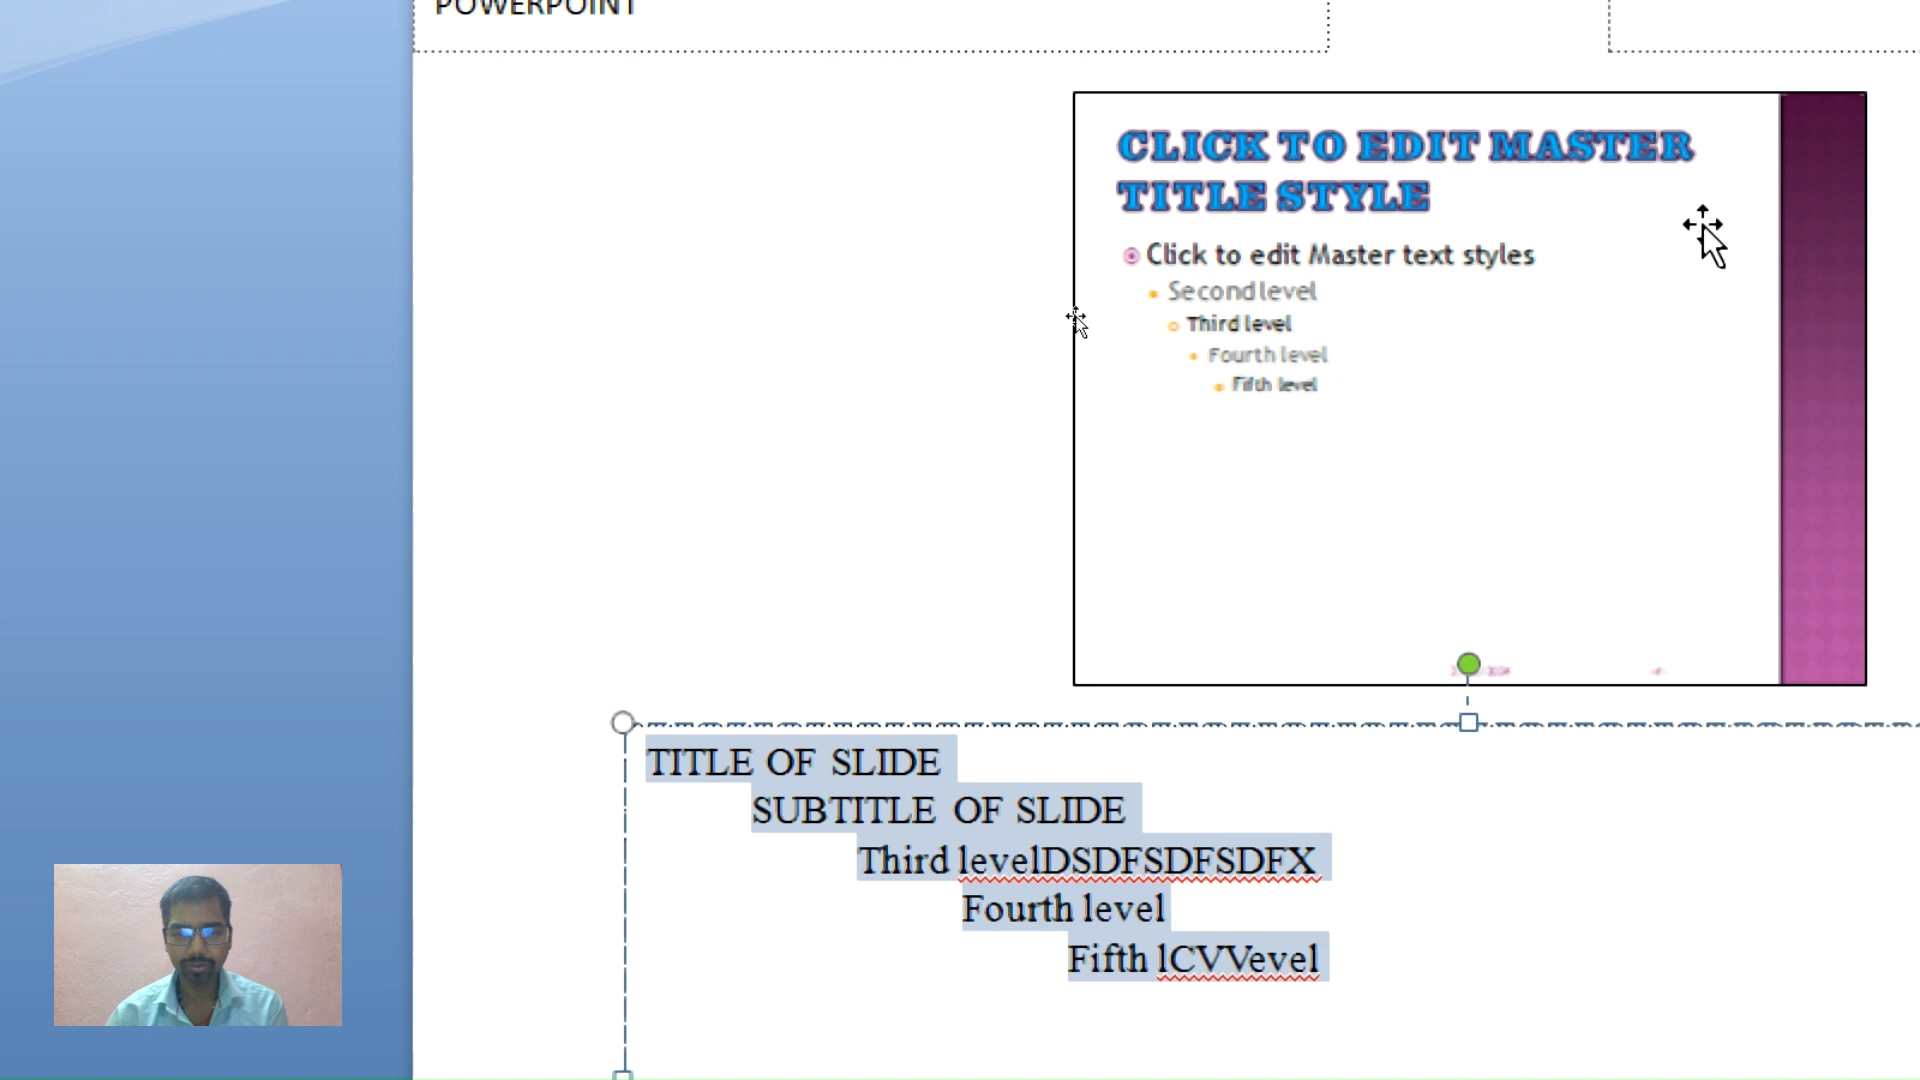 POWERPOINT
CLICK TO EDIT MASTER
TITLE STYLE
Click to edit Master text styles
Second level
Third level
Fourth level
Fifth level
TITLE OF SLIDE
SUBTITLE OF SLIDE
Third levelDSDFSDFSDFX
Fourth level
Fifth lCVVevel